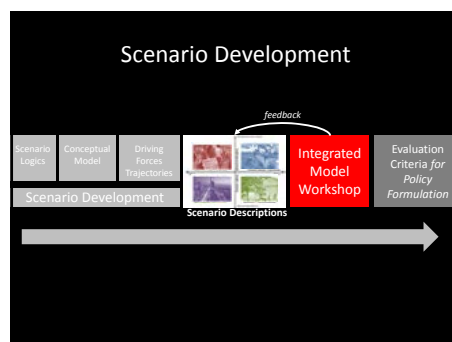 Scenario Development
feedback
Scenario
Logics
Conceptual
Model
Driving
Forces
Trajectories
Scenario Development
Scenario Descriptions
Integrated
Model
Workshop
Evaluation
Criteria for
Policy
Formulation